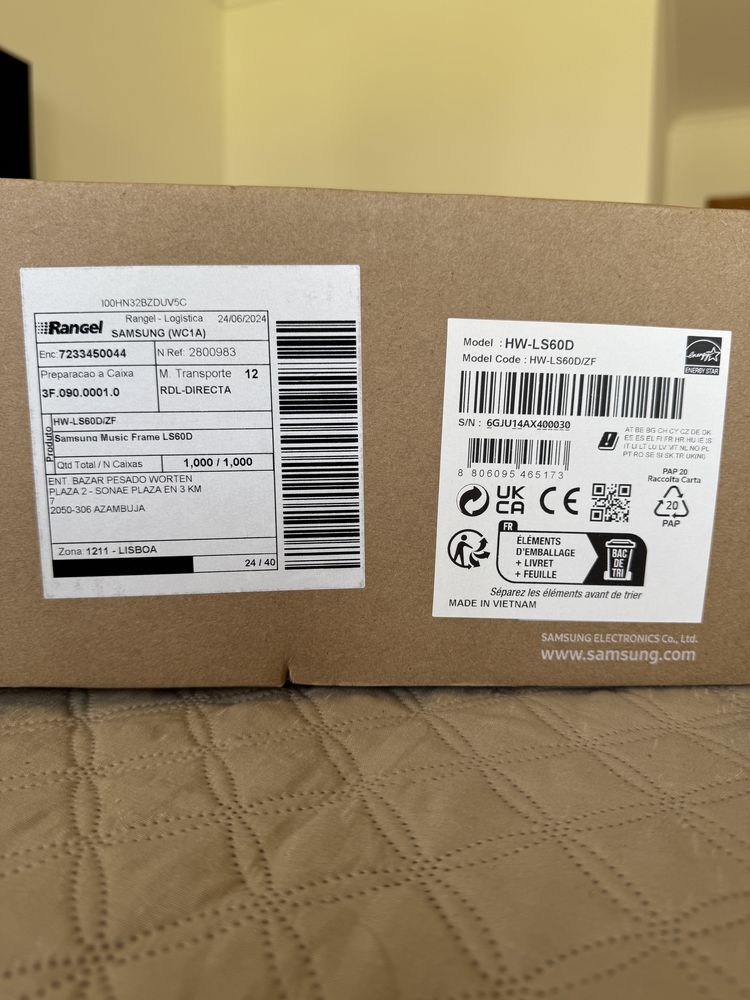 I00HN32BZDUV5C
Rangel
Rangel - Logistica 24/06/2024
SAMSUNG (WC1A)
Enc: 7233450044
N Ref: 2800983
Preparacao a Caixa
3F.090.0001.0
M. Transporte 12
RDL-DIRECTA
Produto
HW-LS60D/ZF
Samsung Music Frame LS60D
Qtd Total / N Caixas
1,000 / 1,000
ENT. BAZAR PESADO WORTEN
PLAZA 2 - SONAE PLAZA EN 3 KM
7
2050-306 AZAMBUJA
Zona: 1211 - LISBOA
24 / 40
Model : HW-LS60D
Model Code : HW-LS60D/ZF
energy
ENERGY STAR
S/N : 6GJU14AX400030
8 806095 465173
AT BE BG CH CY CZ DE DK
EE ES EL FI FR HR HU IE IS
IT LI LT LU LV MT NL NO PL
PT RO SE SI SK TR UK(NI)
UK
CA
CE
PAP 20
Raccolta Carta
20
PAP
FR
ÉLÉMENTS
D'EMBALLAGE
+ LIVRET
+ FEUILLE
BAC
DE
TRI
Séparez les éléments avant de trier
MADE IN VIETNAM
SAMSUNG ELECTRONICS Co., Ltd.
www.samsung.com